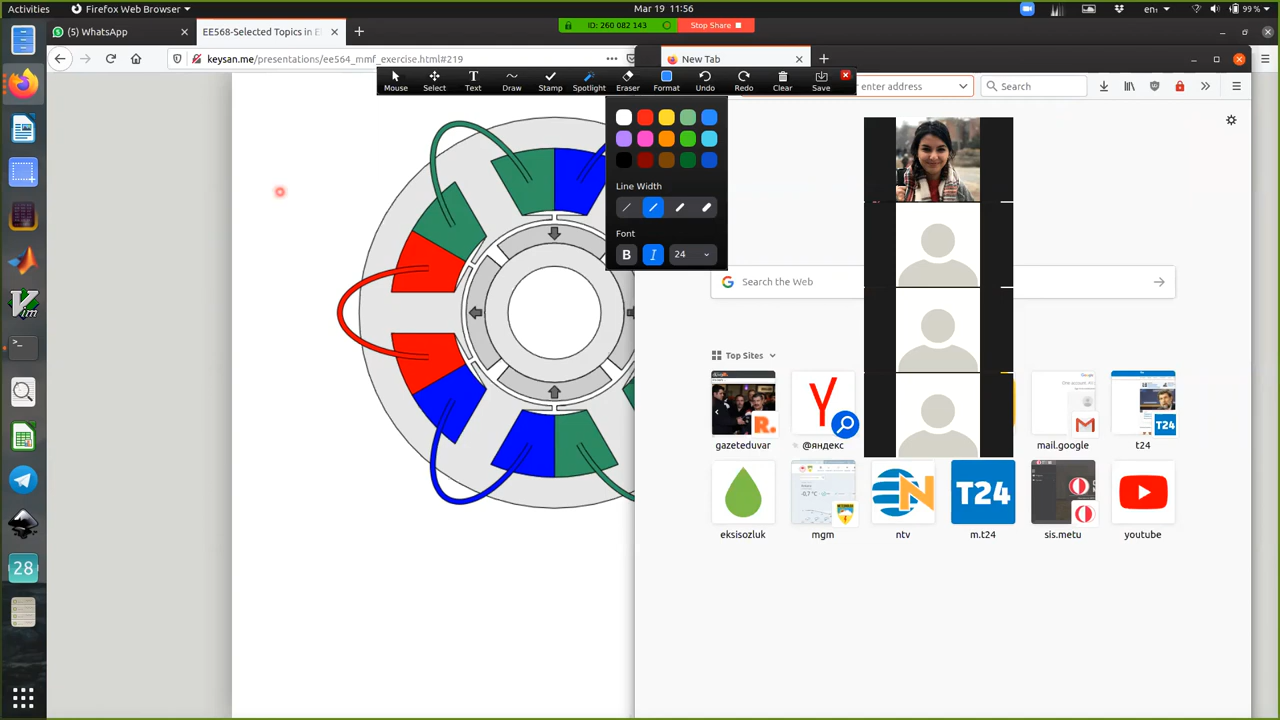 Activities
Firefox Web Browser
Mar 19 11:56
en
99 %
ID: 260 082 143
Stop Share
(5) WhatsApp
EE568-Selected Topics in E
New Tab
keysan.me/presentations/ee564_mmf_exercise.html#219
Mouse
Select
Text
Draw
Stamp
Spotlight
Eraser
Format
Undo
Redo
Clear
Save
enter address
Search
Line Width
Font
B
I
24
Search the Web
Top Sites
gazeteduvar
@яндекс
mail.google
t24
T24
eksisozluk
-0.7 °C
mgm
N
ntv
T24
m.t24
sis.metu
youtube
28